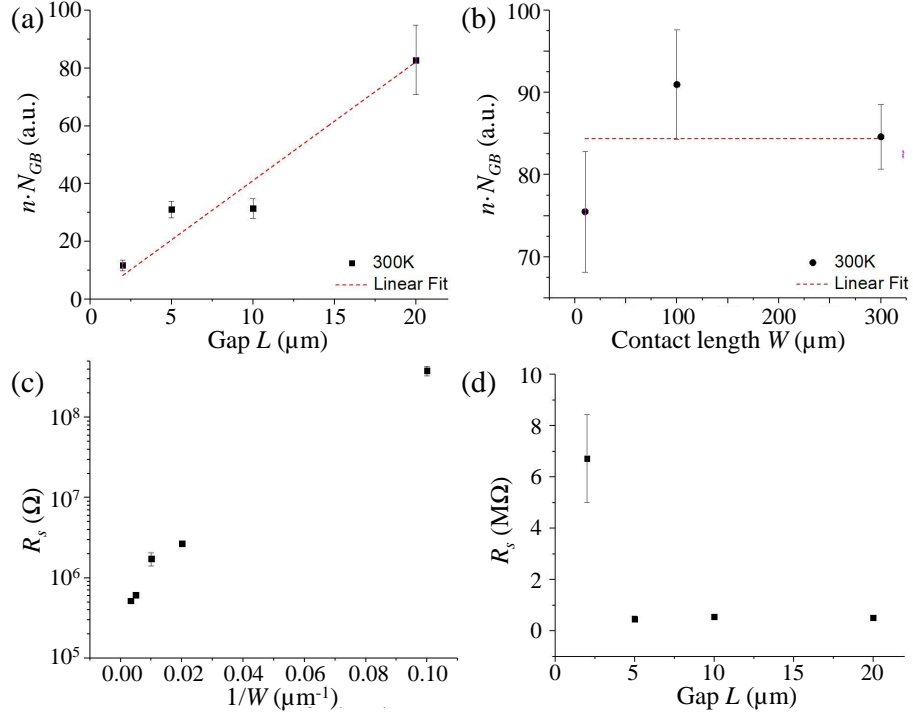 (a)
100
80
60
40
20
0
n·N_GB (a.u.)
300K
Linear Fit
0 5 10 15 20
Gap L (µm)
(b)
100
95
90
85
80
75
70
n·N_GB (a.u.)
300K
Linear Fit
0 100 200 300
Contact length W (µm)
(c)
10^8
10^7
10^6
10^5
R_s (Ω)
0.00 0.02 0.04 0.06 0.08 0.10
1/W (µm^-1)
(d)
10
8
6
4
2
0
R_s (MΩ)
0 5 10 15 20
Gap L (µm)